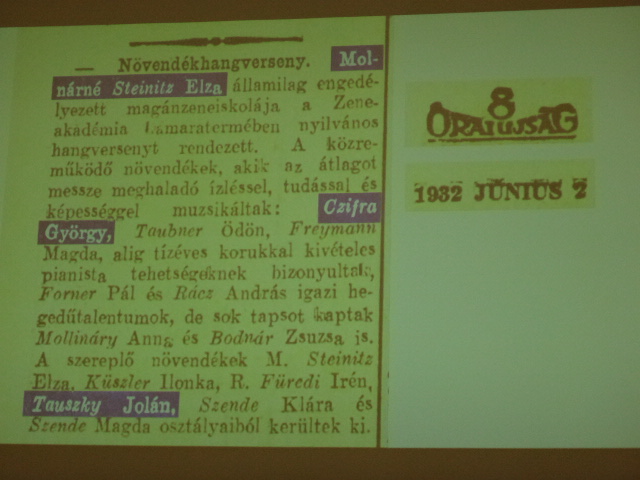 — Növendékhangverseny. Mol-
nárné Steinitz Elza államilag engedé-
lyezett magánzeneiskolája a Zene-
akadémia kamaratermében nyilvános
hangversenyt rendezett. A közre-
működő növendékek, akik az átlagot
messze meghaladó ízléssel, tudással és
képességgel muzsikáltak: Czifra
György, Taubner Ödön, Freymann
Magda, alig tízéves korukkal kivételes
pianista tehetségeknek bizonyultak,
Forner Pál és Rácz András igazi he-
gedűtalentumok, de sok tapsot kaptak
Mollináry Anna és Bodnár Zsuzsa is.
A szereplő növendékek M. Steinitz
Elza, Küszler Ilonka, R. Füredi Irén,
Tauszky Jolán, Szende Klára és
Szende Magda osztályaiból kerültek ki.
8
ÓRAI UJSÁG
1932 JÚNIUS 2